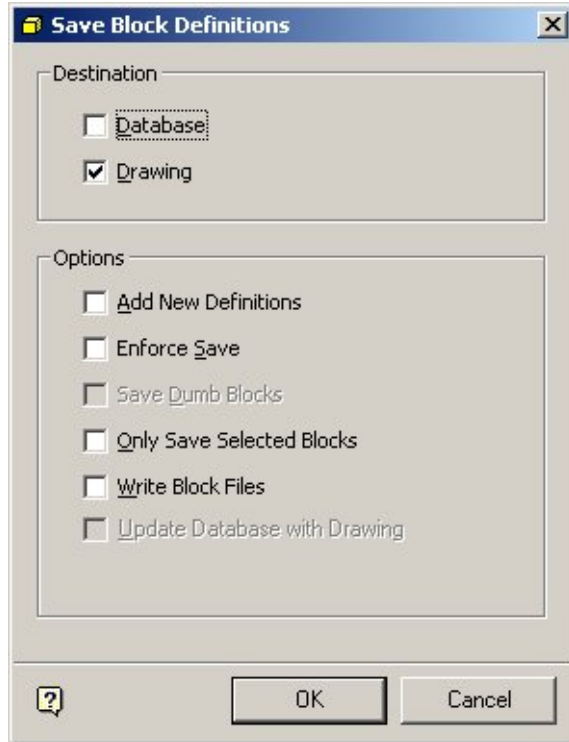 Save Block Definitions
Destination
Database
Drawing
Options
Add New Definitions
Enforce Save
Save Dumb Blocks
Only Save Selected Blocks
Write Block Files
Update Database with Drawing
?
OK Cancel